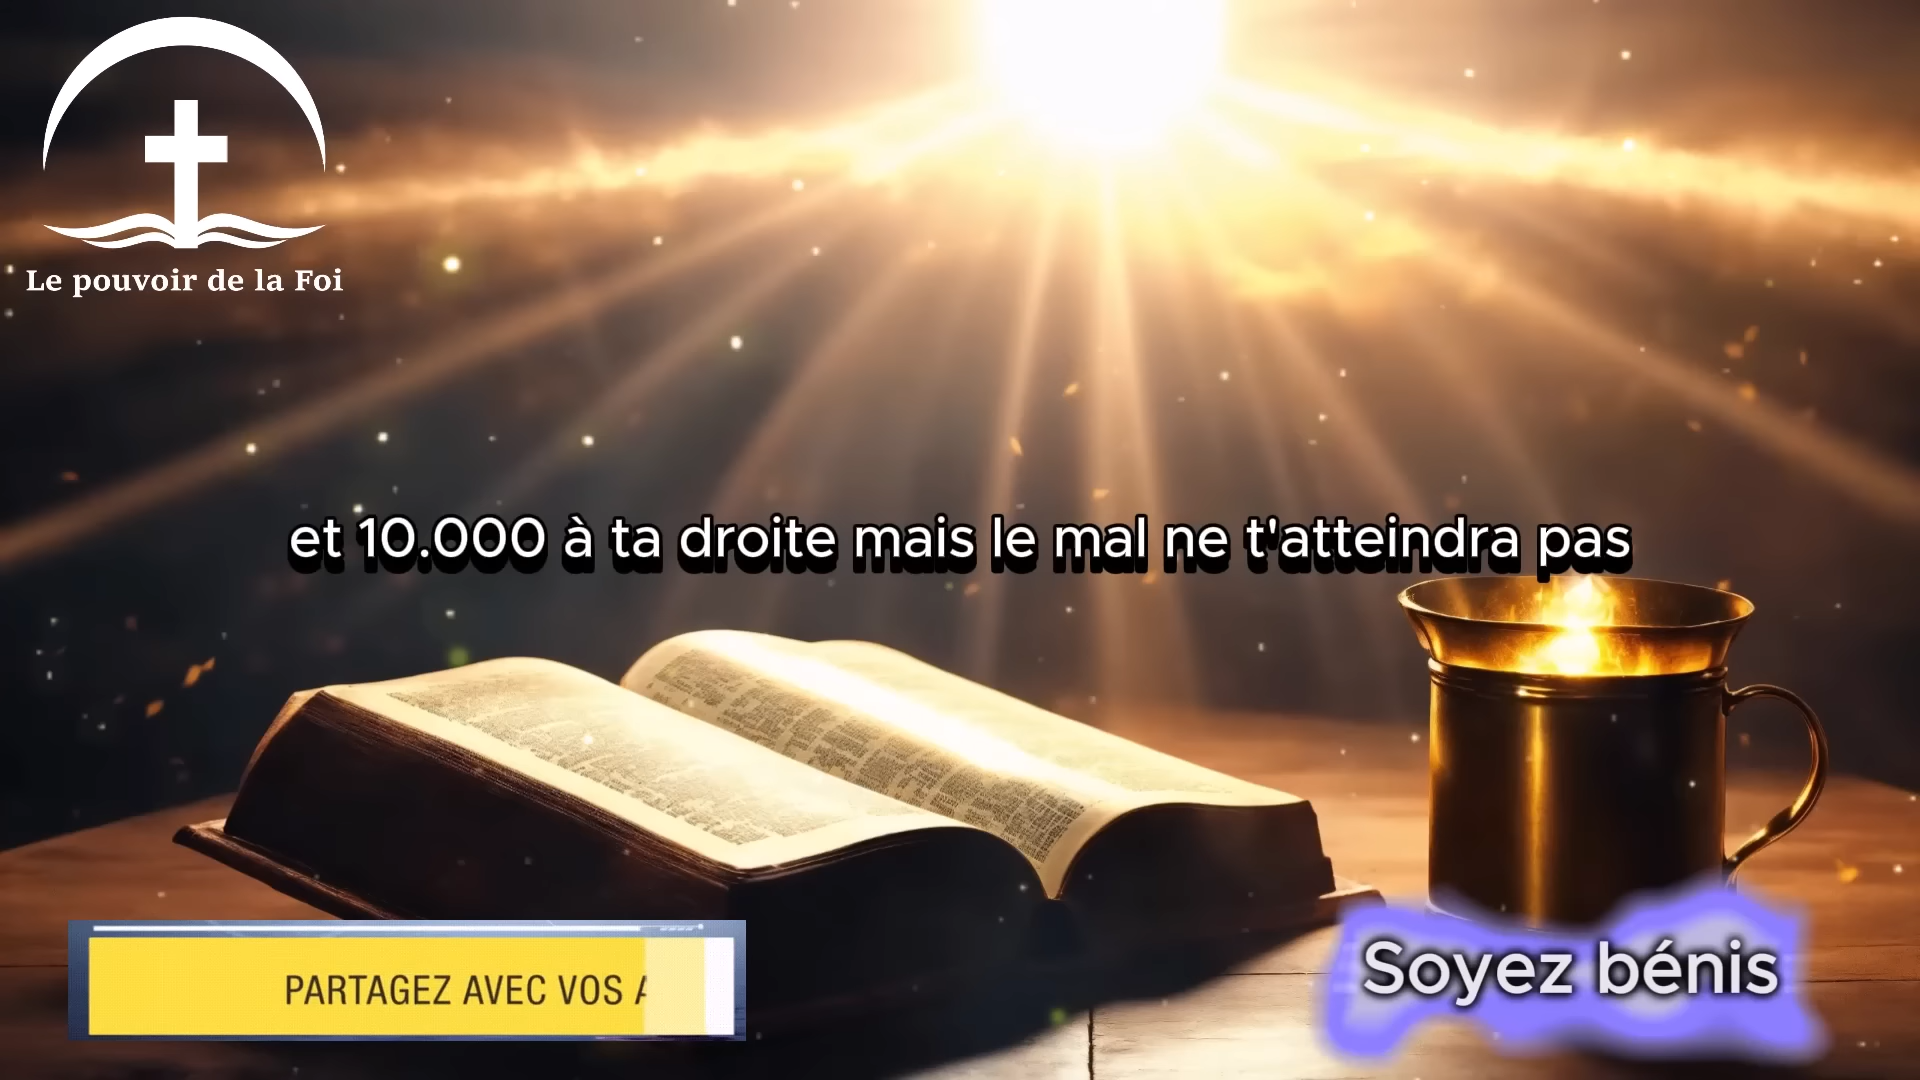 Le pouvoir de la Foi
et 10.000 à ta droite mais le mal ne t'atteindra pas
PARTAGEZ AVEC VOS
Soyez bénis